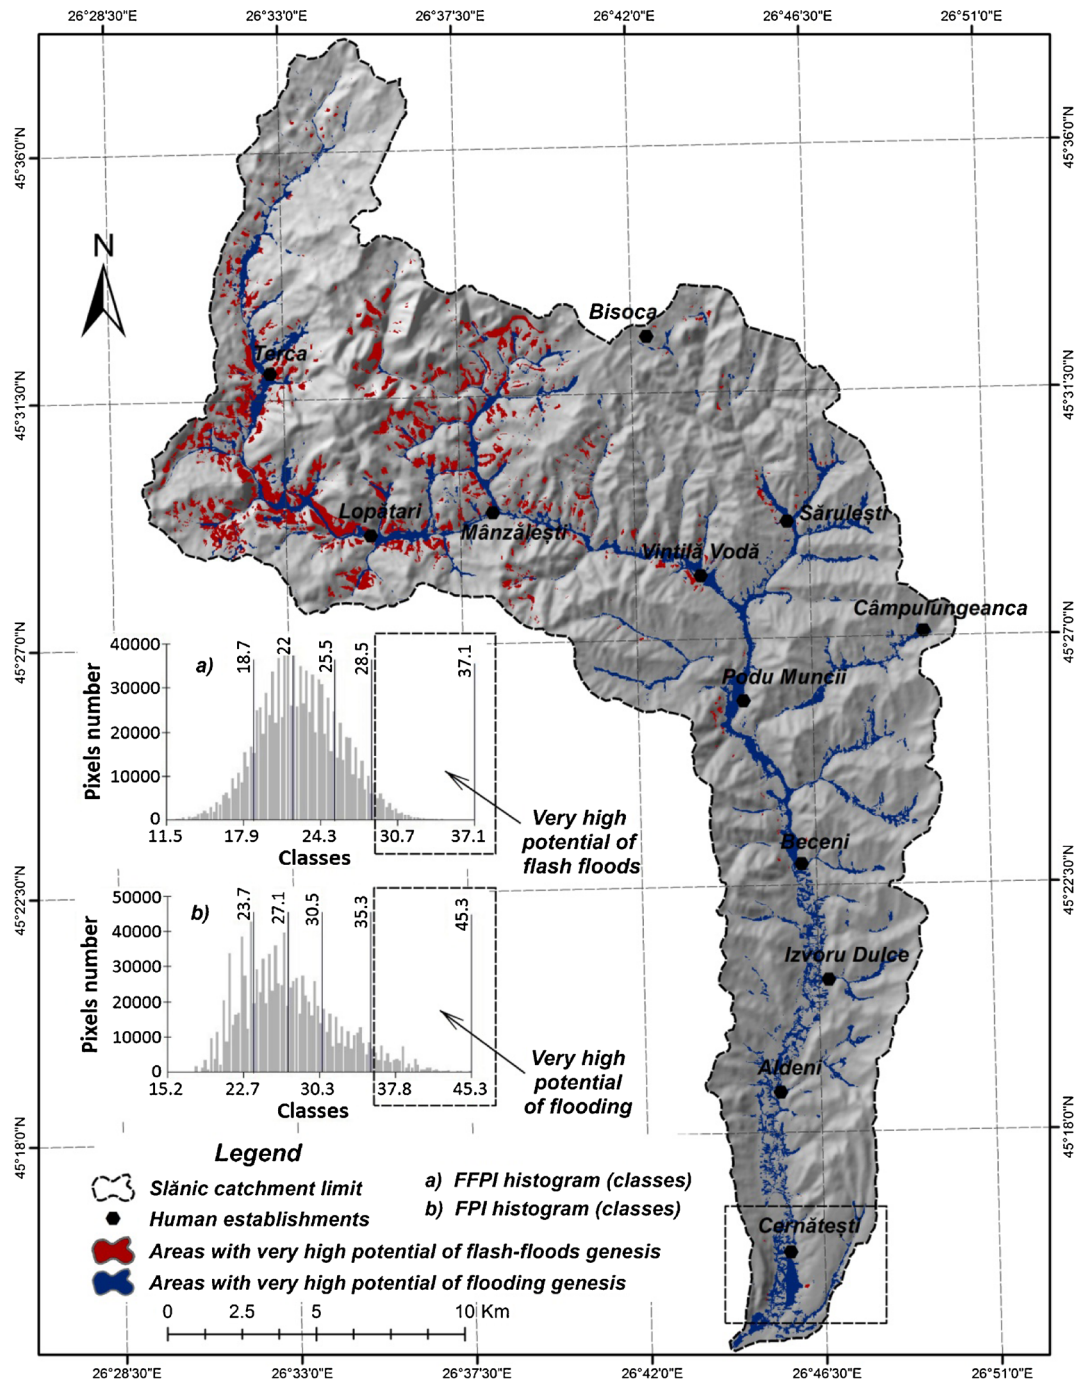 26°28'30"E 26°33'0"E 26°37'30"E 26°42'0"E 26°46'30"E 26°51'0"E
45°36'0"N
45°36'0"N
N
Bisoca
Terca
45°31'30"N
45°31'30"N
Lopătari
Mânzălești
Sărulești
Vintilă Vodă
Câmpulungeanca
45°27'0"N
45°27'0"N
Podu Muncii
a)
18.7
22
25.5
28.5
37.1
Pixels number
40000
30000
20000
10000
0
11.5 17.9 24.3 30.7 37.1
Classes
Very high
potential of
flash floods
Beceni
45°22'30"N
45°22'30"N
b)
23.7
27.1
30.5
35.3
45.3
Pixels number
50000
40000
30000
20000
10000
0
15.2 22.7 30.3 37.8 45.3
Classes
Very high
potential
of flooding
Izvoru Dulce
Aldeni
45°18'0"N
45°18'0"N
Cernătești
Legend
Slănic catchment limit
Human establishments
Areas with very high potential of flash-floods genesis
Areas with very high potential of flooding genesis
a) FFPI histogram (classes)
b) FPI histogram (classes)
0 2.5 5 10 Km
26°28'30"E 26°33'0"E 26°37'30"E 26°42'0"E 26°46'30"E 26°51'0"E